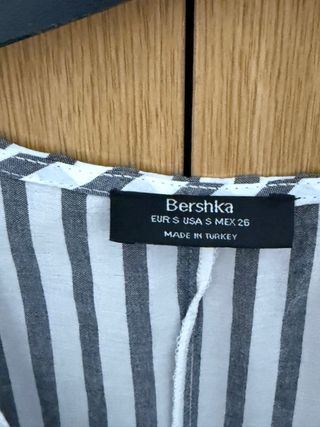 Bershka
EUR S USA S MEX 26
MADE IN TURKEY